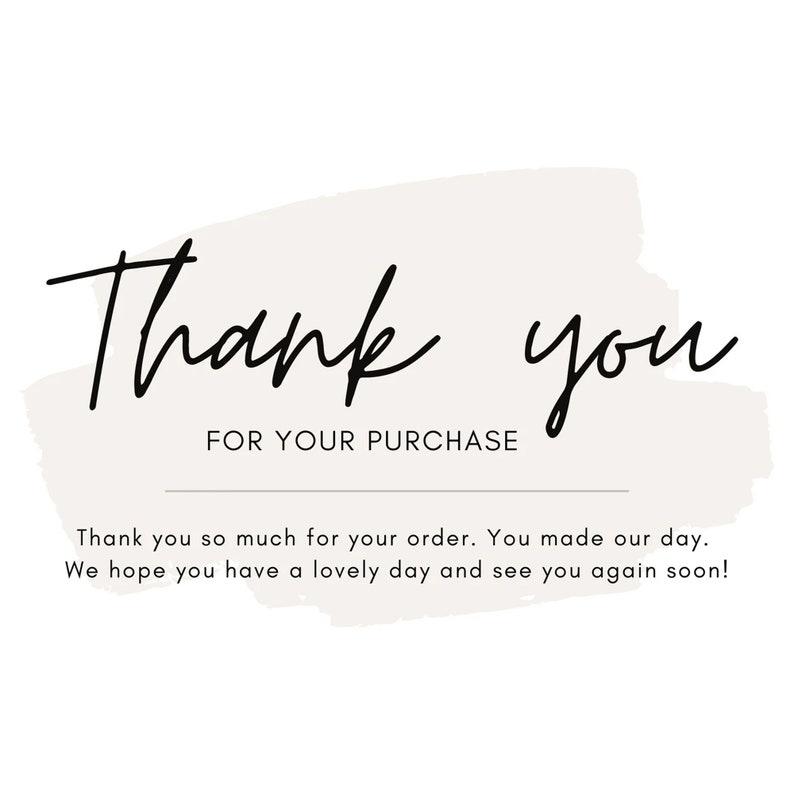 Thank you
FOR YOUR PURCHASE
Thank you so much for your order. You made our day.
We hope you have a lovely day and see you again soon!